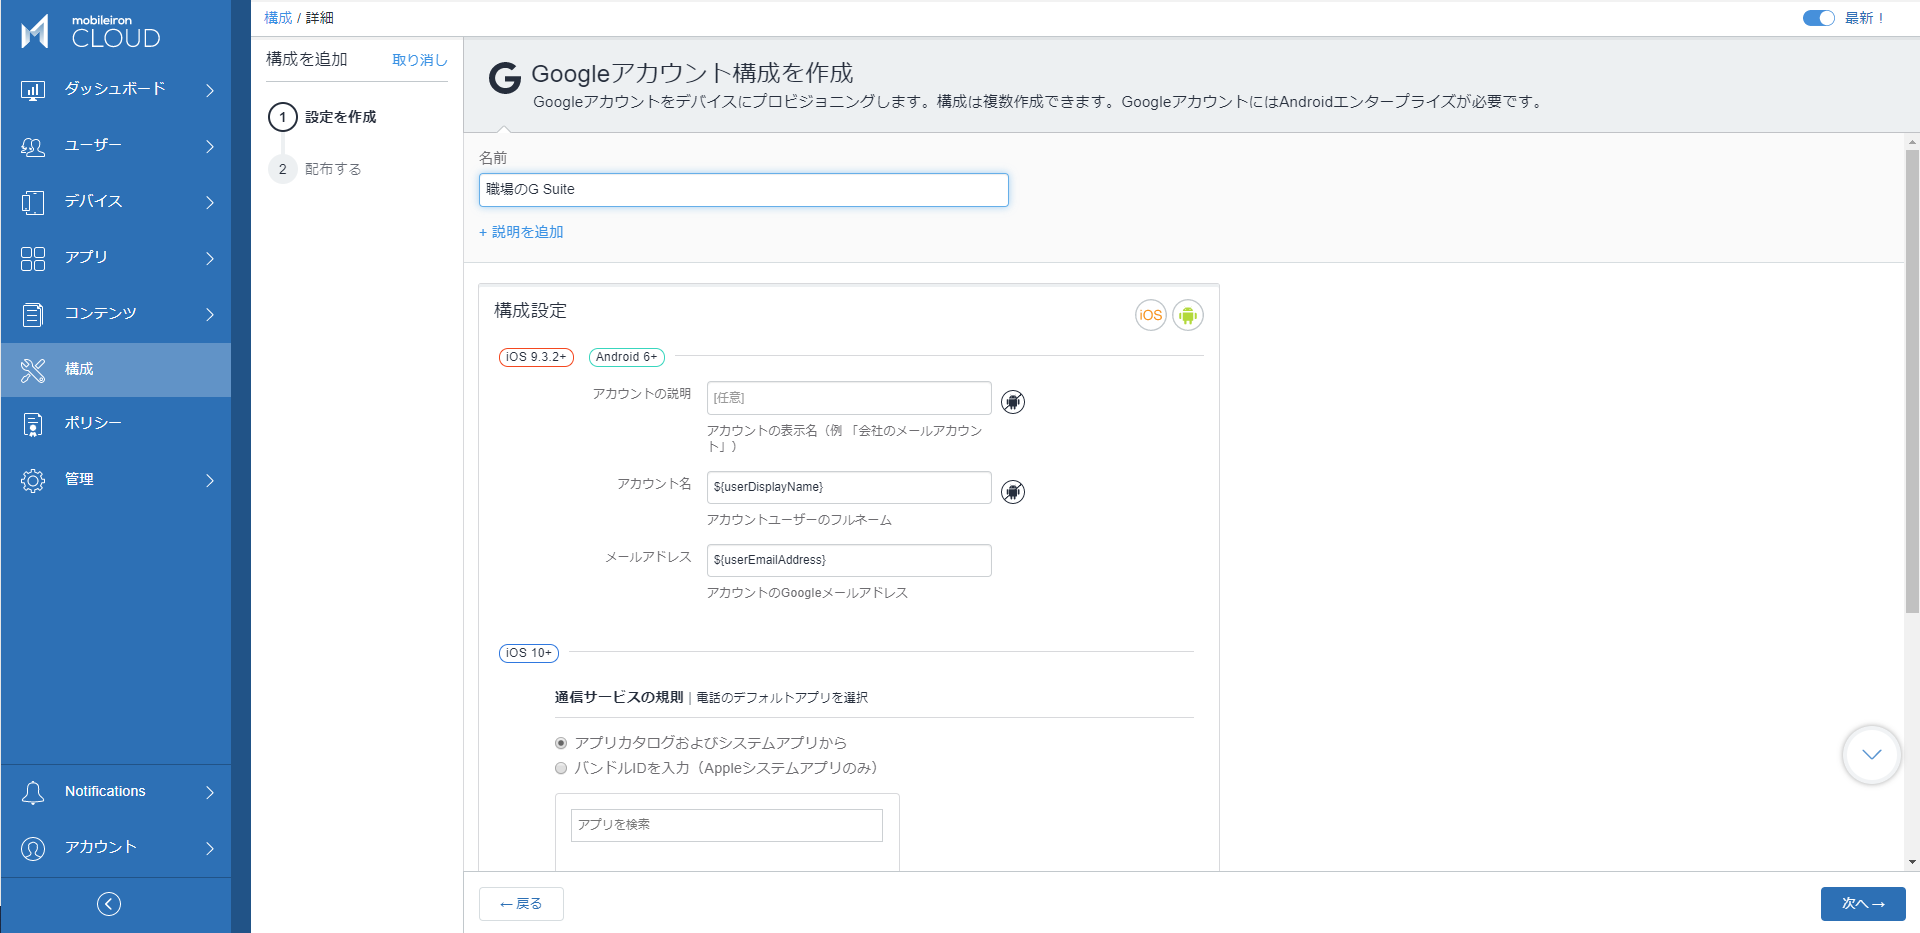 mobileiron
CLOUD
ダッシュボード
ユーザー
デバイス
アプリ
コンテンツ
構成
ポリシー
管理
Notifications
アカウント
構成 / 詳細
最新！
構成を追加
取り消し
1 設定を作成
2 配布する
Googleアカウント構成を作成
Googleアカウントをデバイスにプロビジョニングします。構成は複数作成できます。GoogleアカウントにはAndroidエンタープライズが必要です。
名前
職場のG Suite
+ 説明を追加
構成設定
iOS
iOS 9.3.2+
Android 6+
アカウントの説明
[任意]
アカウントの表示名（例 「会社のメールアカウン
ト」）
アカウント名
${userDisplayName}
アカウントユーザーのフルネーム
メールアドレス
${userEmailAddress}
アカウントのGoogleメールアドレス
iOS 10+
通信サービスの規則 | 電話のデフォルトアプリを選択
アプリカタログおよびシステムアプリから
バンドルIDを入力（Appleシステムアプリのみ）
アプリを検索
←戻る
次へ→